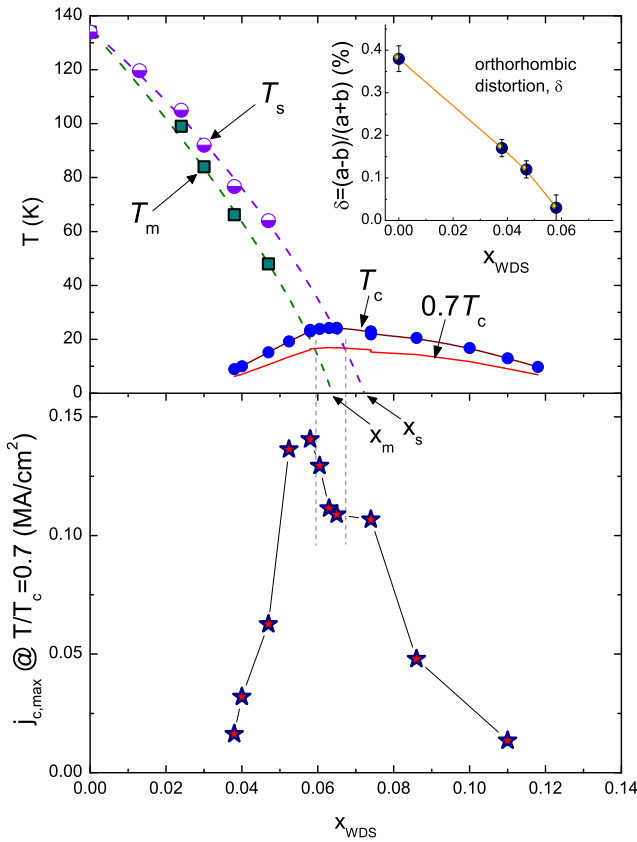 140
120
100
80
60
40
20
0
T (K)
T_s
T_m
T_c
0.7T_c
x_m
x_s
0.4
0.3
0.2
0.1
0.0
δ=(a-b)/(a+b) (%)
orthorhombic
distortion, δ
0.00 0.02 0.04 0.06
x_WDS
0.15
0.10
0.05
0.00
j_c,max @ T/T_c=0.7 (MA/cm²)
0.00 0.02 0.04 0.06 0.08 0.10 0.12 0.14
x_WDS